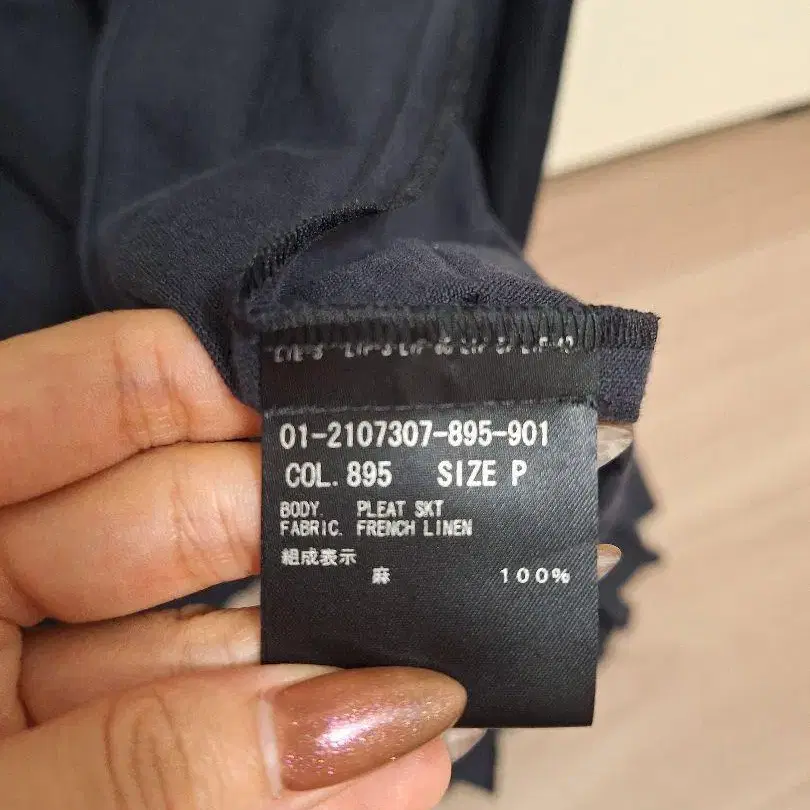 01-2107307-895-901
COL. 895 SIZE P
BODY. PLEAT SKT
FABRIC. FRENCH LINEN
組成表示
麻 100%